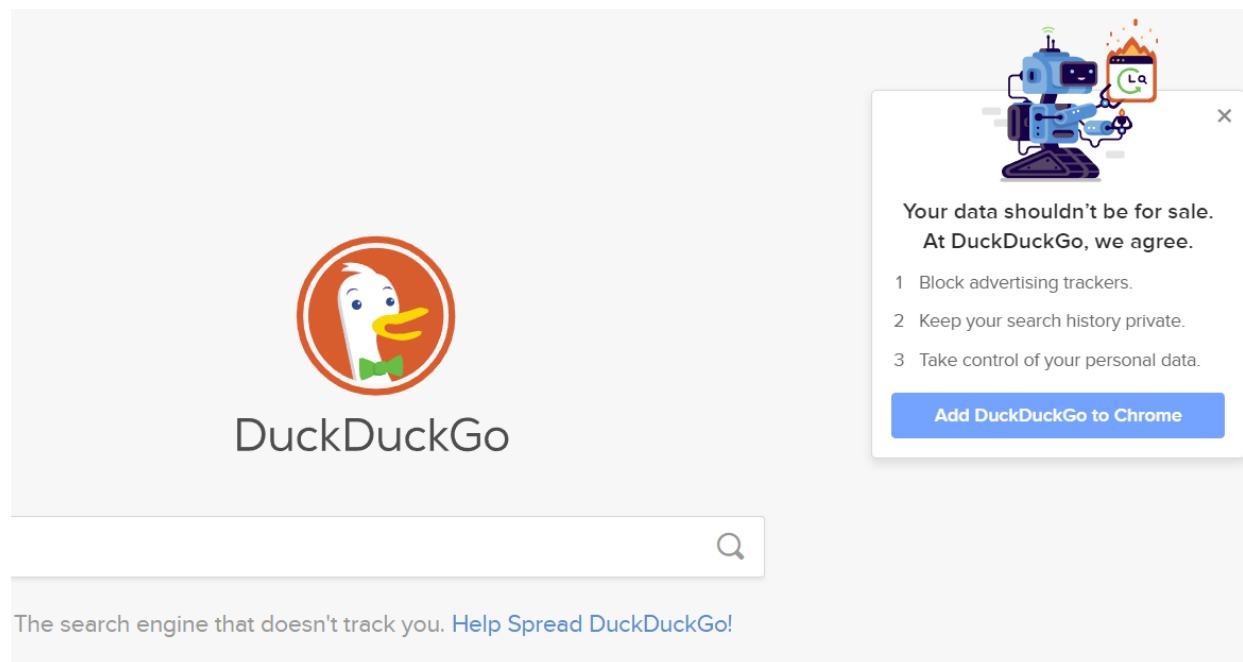 Your data shouldn't be for sale.
At DuckDuckGo, we agree.
1 Block advertising trackers.
2 Keep your search history private.
3 Take control of your personal data.
Add DuckDuckGo to Chrome
DuckDuckGo
The search engine that doesn't track you. Help Spread DuckDuckGo!